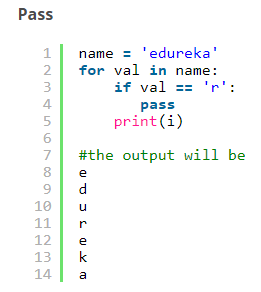 Pass
1 name = 'edureka'
2 for val in name:
3     if val == 'r':
4        pass
5     print(i)
6
7 #the output will be
8 e
9 d
10 u
11 r
12 e
13 k
14 a